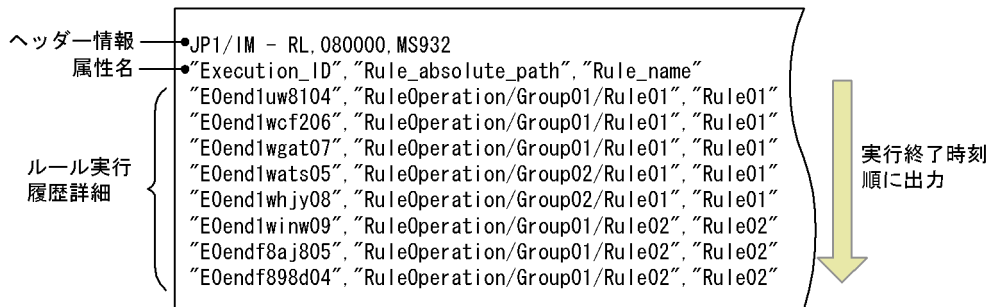 ヘッダー情報
JP1/IM - RL,080000,MS932
属性名
"Execution_ID","Rule_absolute_path","Rule_name"
"E0end1uw8104","RuleOperation/Group01/Rule01","Rule01"
"E0end1wcf206","RuleOperation/Group01/Rule01","Rule01"
"E0end1wgat07","RuleOperation/Group01/Rule01","Rule01"
"E0end1wats05","RuleOperation/Group02/Rule01","Rule01"
"E0end1whjy08","RuleOperation/Group02/Rule01","Rule01"
"E0end1winw09","RuleOperation/Group01/Rule02","Rule02"
"E0endf8aj805","RuleOperation/Group01/Rule02","Rule02"
"E0endf898d04","RuleOperation/Group01/Rule02","Rule02"
ルール実行
履歴詳細
実行終了時刻
順に出力